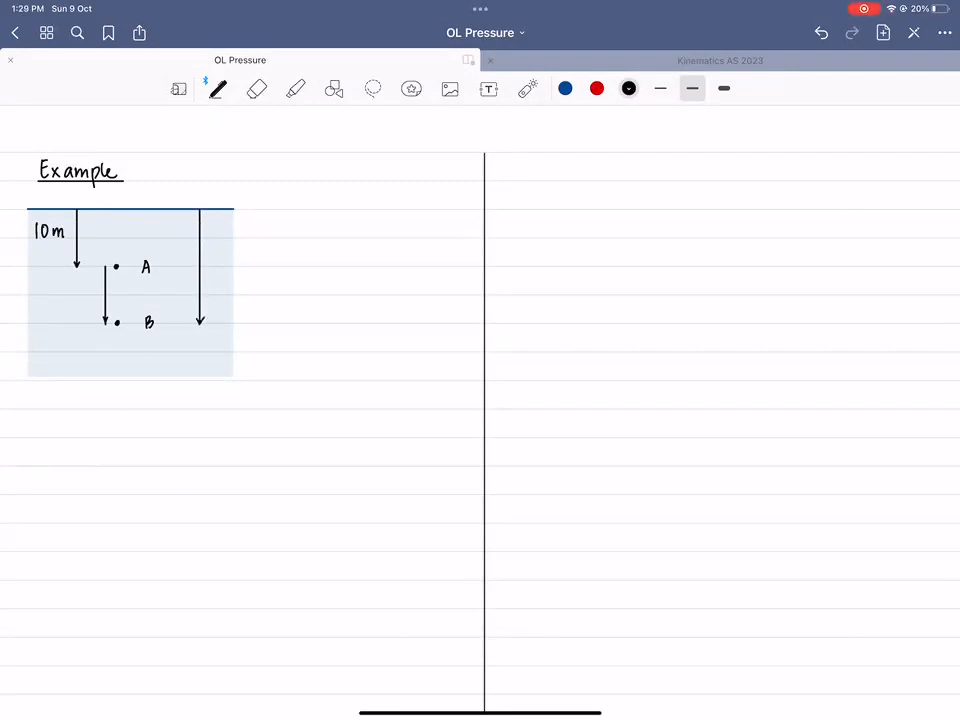 1:29 PM Sun 9 Oct
20%
OL Pressure
OL Pressure
Kinematics AS 2023
T
Example
10m
A
B